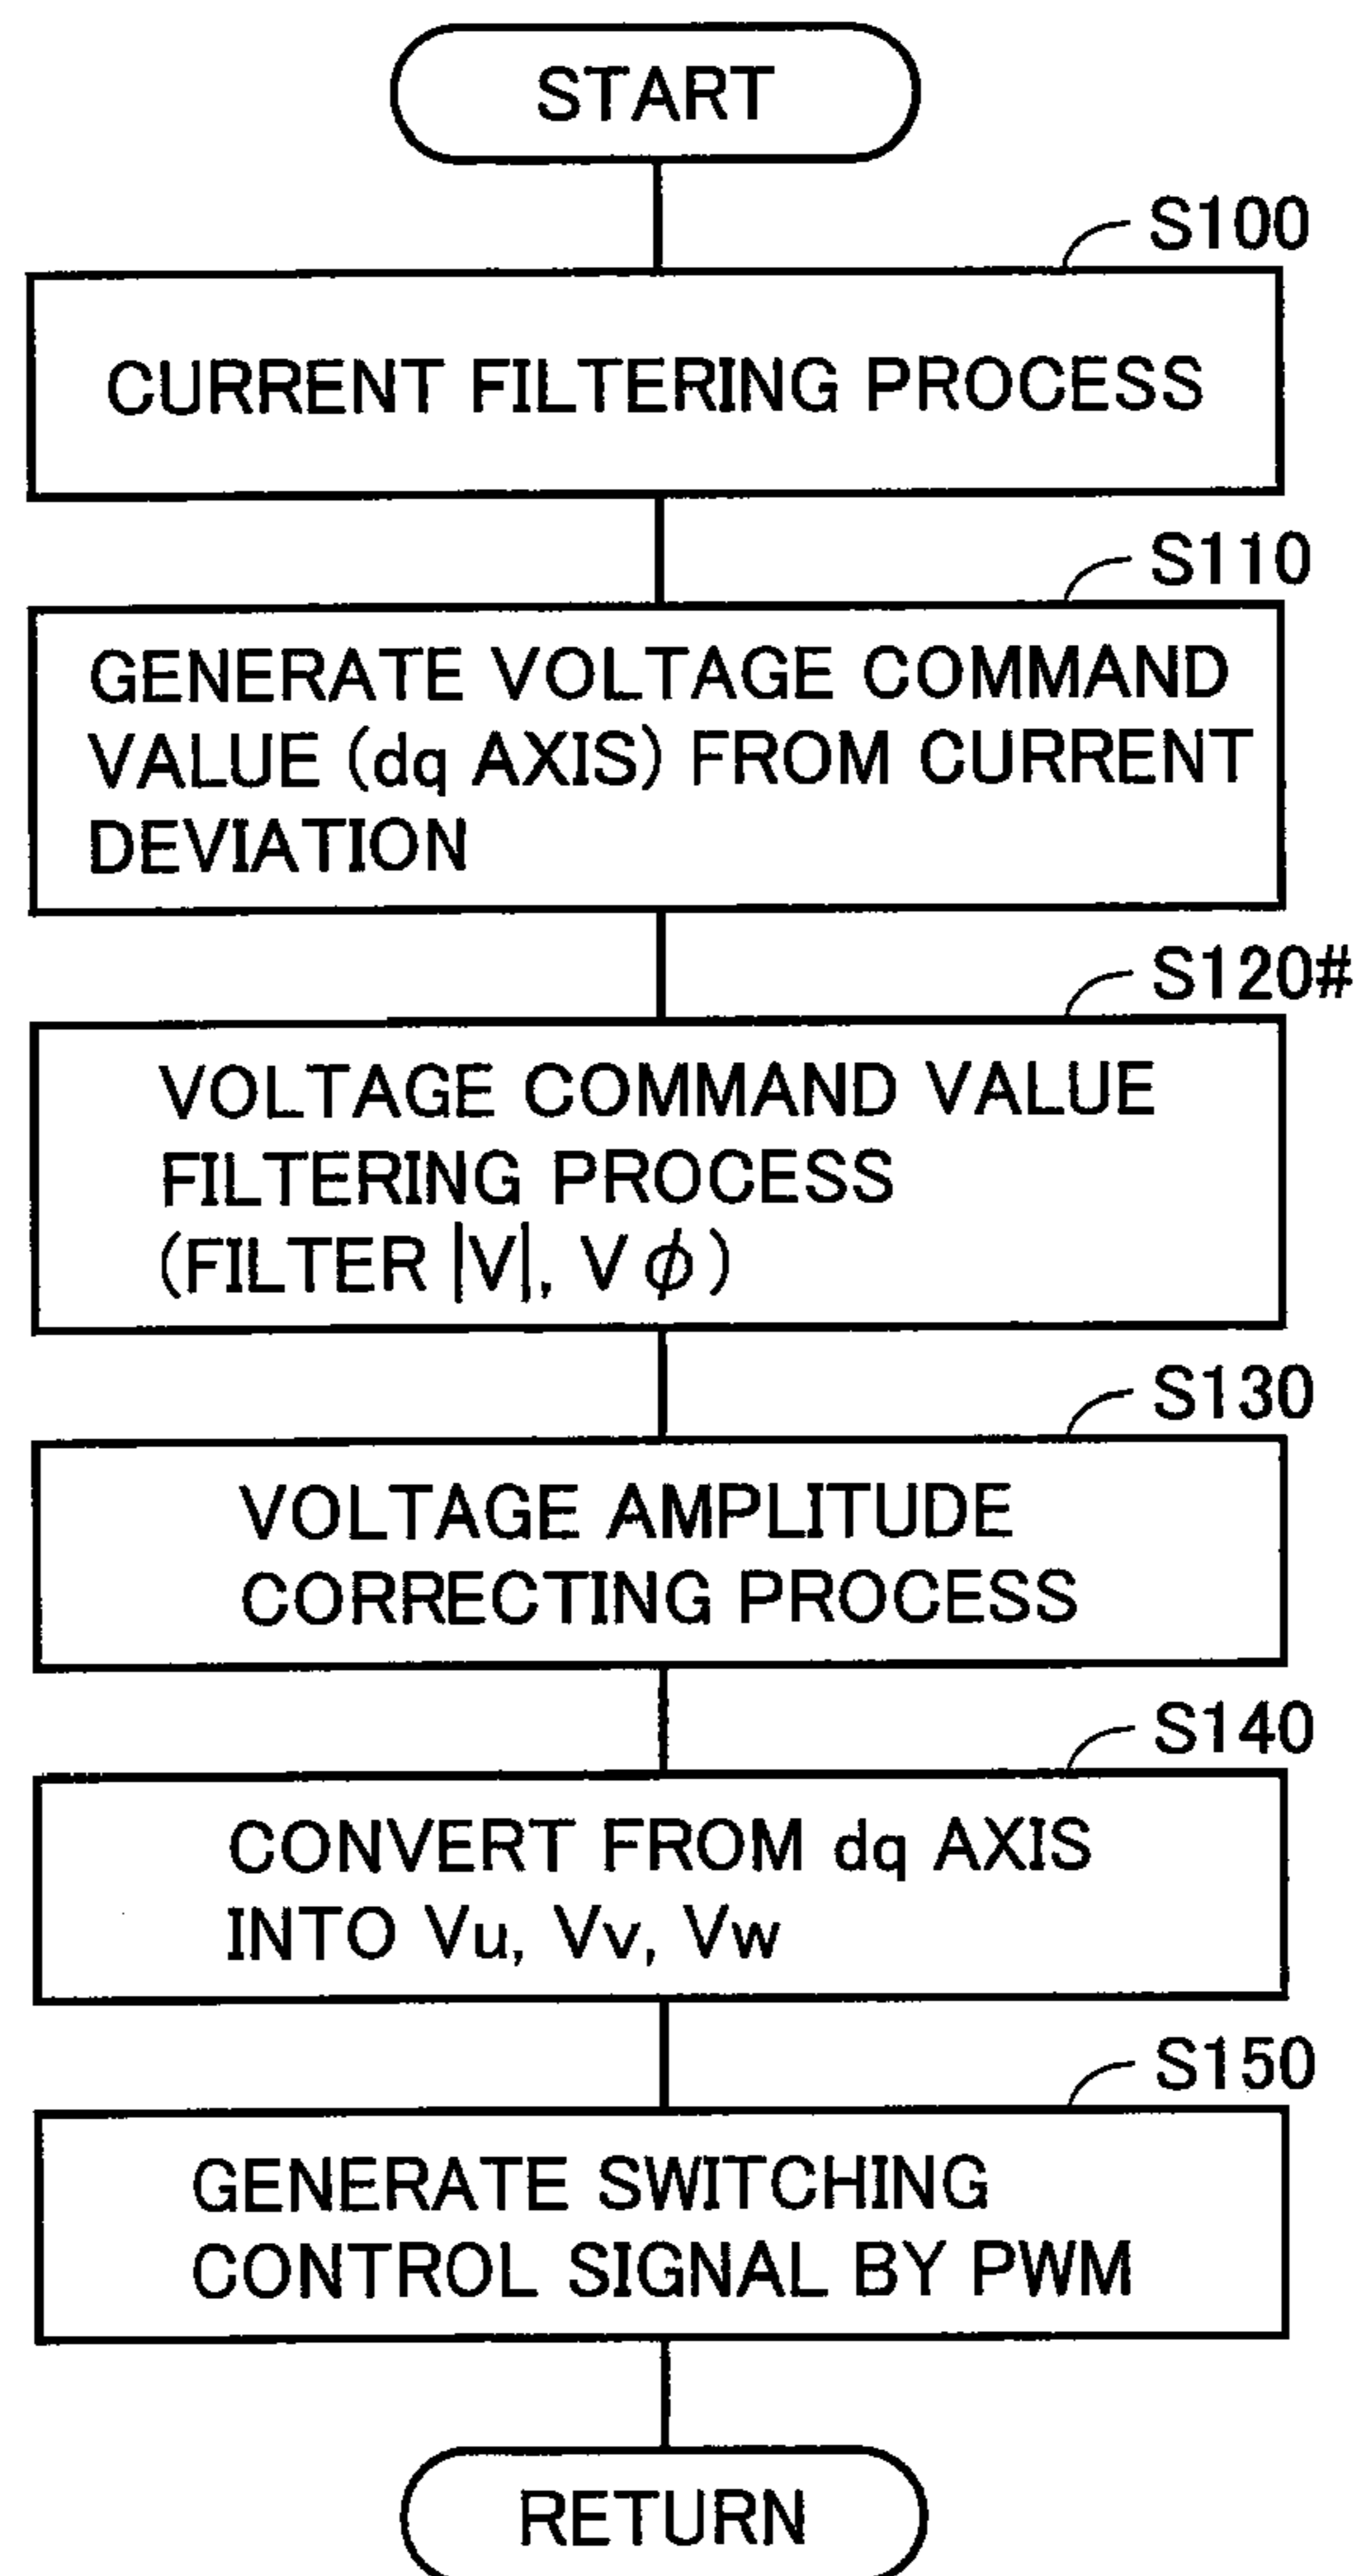 START
S100
CURRENT FILTERING PROCESS
S110
GENERATE VOLTAGE COMMAND
VALUE (dq AXIS) FROM CURRENT
DEVIATION
S120#
VOLTAGE COMMAND VALUE
FILTERING PROCESS
(FILTER |V|, Vϕ)
S130
VOLTAGE AMPLITUDE
CORRECTING PROCESS
S140
CONVERT FROM dq AXIS
INTO Vu, Vv, Vw
S150
GENERATE SWITCHING
CONTROL SIGNAL BY PWM
RETURN